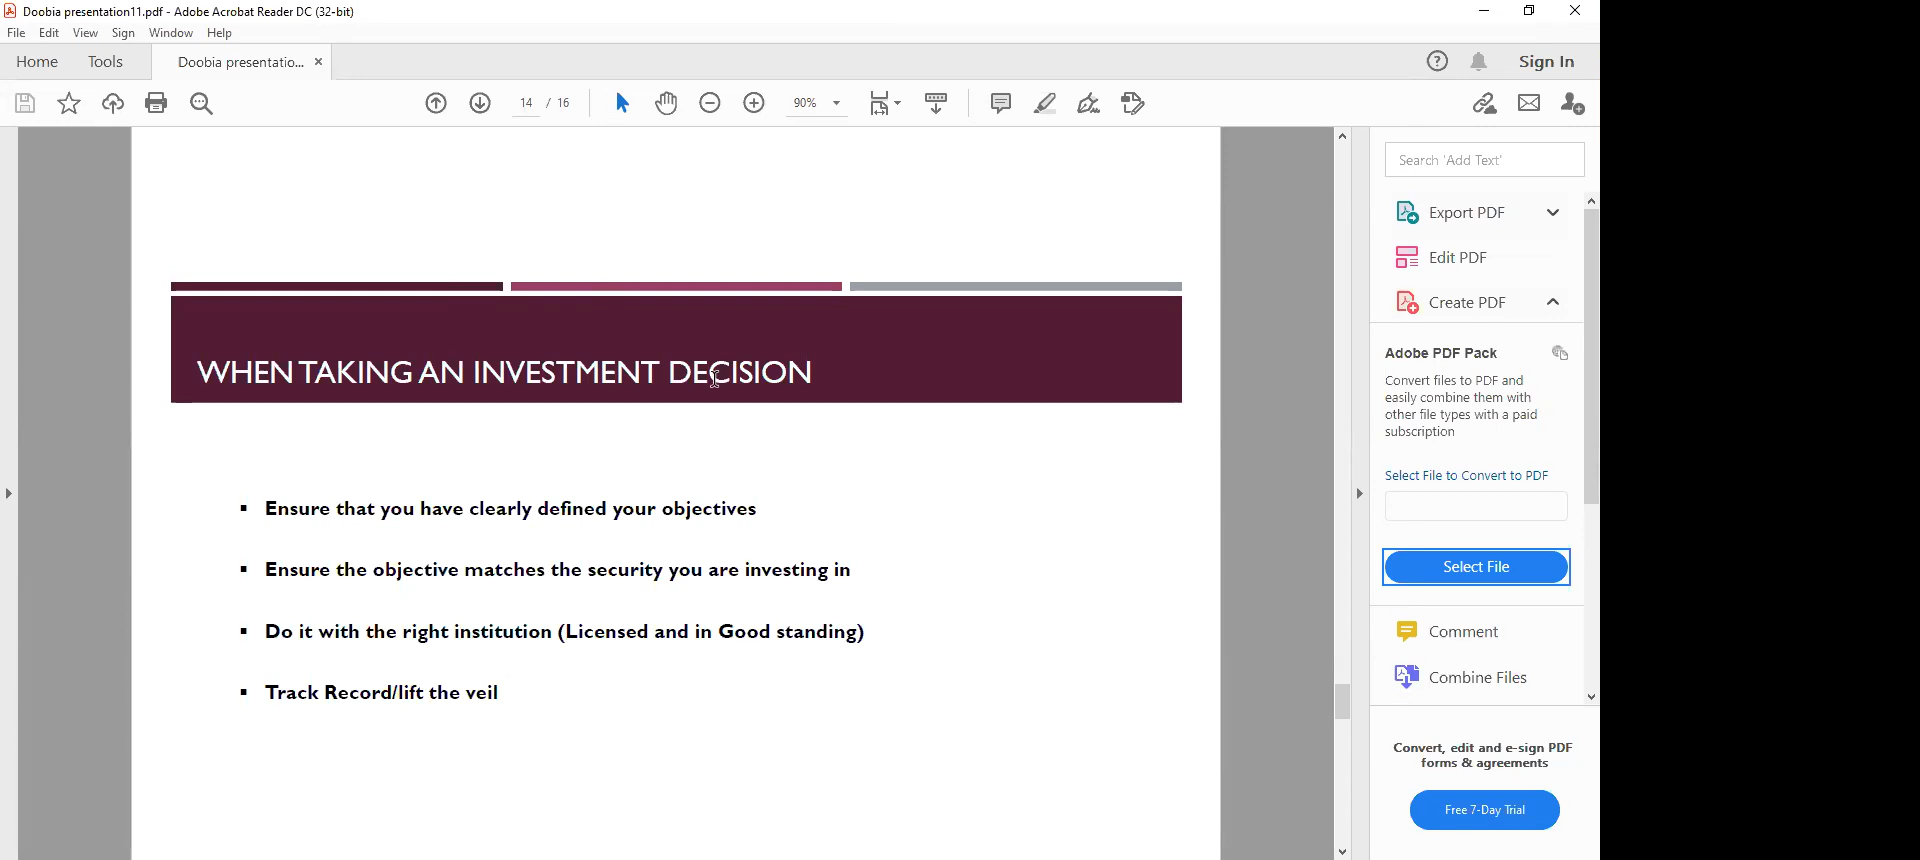 Doobia presentation11.pdf - Adobe Acrobat Reader DC (32-bit)
File Edit View Sign Window Help
Home Tools Doobia presentatio... × Sign In
14 / 16 90%
Search 'Add Text'
Export PDF
Edit PDF
Create PDF
Adobe PDF Pack
Convert files to PDF and
easily combine them with
other file types with a paid
subscription
Select File to Convert to PDF
Select File
Comment
Combine Files
Convert, edit and e-sign PDF
forms & agreements
Free 7-Day Trial
WHEN TAKING AN INVESTMENT DECISION
▪ Ensure that you have clearly defined your objectives
▪ Ensure the objective matches the security you are investing in
▪ Do it with the right institution (Licensed and in Good standing)
▪ Track Record/lift the veil